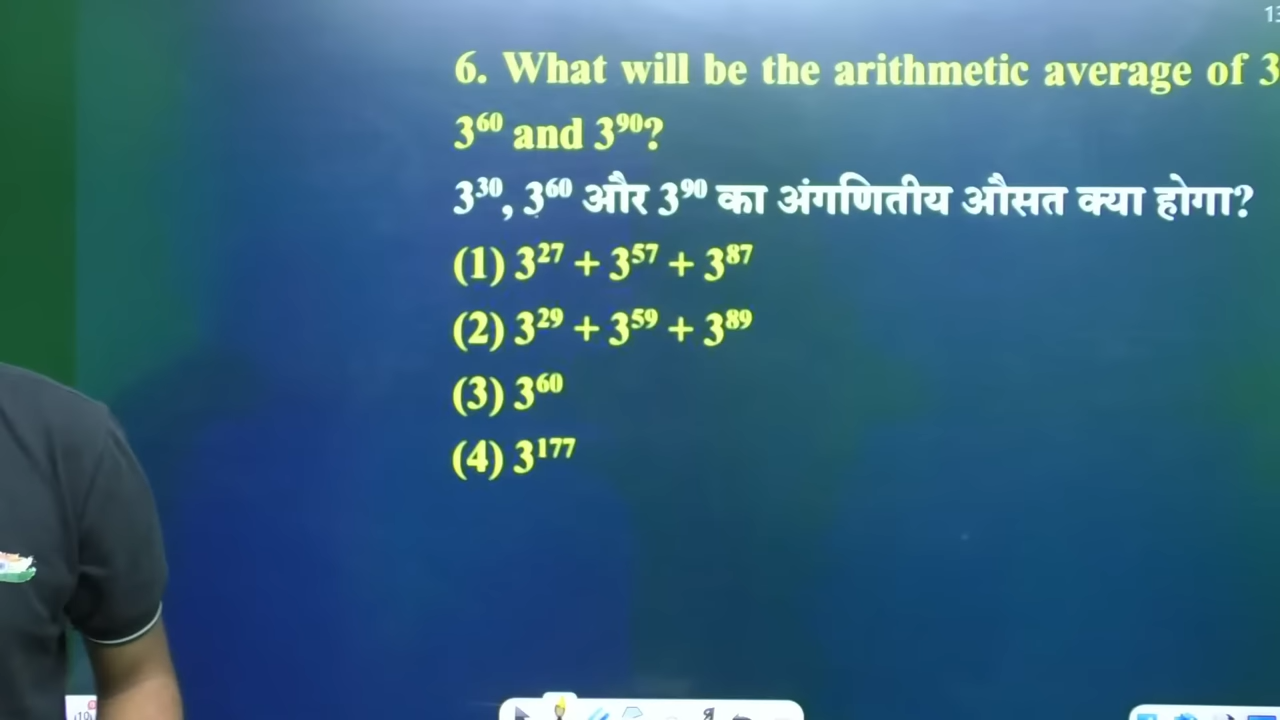 13
6. What will be the arithmetic average of 3
3⁶⁰ and 3⁹⁰?
3³⁰, 3⁶⁰ और 3⁹⁰ का अंगणितीय औसत क्या होगा?
(1) 3²⁷ + 3⁵⁷ + 3⁸⁷
(2) 3²⁹ + 3⁵⁹ + 3⁸⁹
(3) 3⁶⁰
(4) 3¹⁷⁷